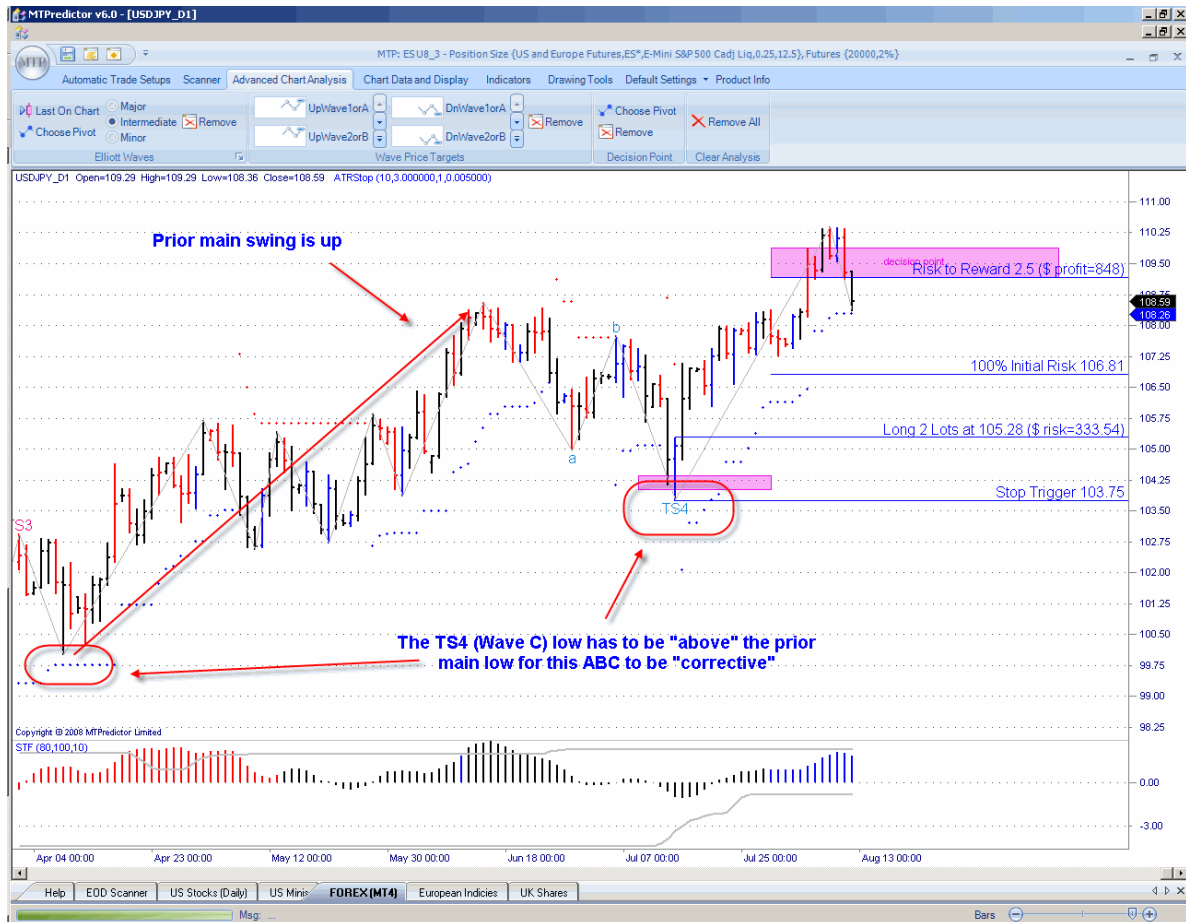 MTPredictor v6.0 - [USDJPY_D1]
MTP
MTP: ESU8_3 - Position Size {US and Europe Futures,ES*,E-Mini S&P500 Cadj Liq,0.25,12.5}, Futures {20000,2%}
Automatic Trade Setups Scanner Advanced Chart Analysis Chart Data and Display Indicators Drawing Tools Default Settings Product Info
Last On Chart
Choose Pivot
Major
Intermediate
Minor
Remove
Elliott Waves
UpWave1orA
UpWave2orB
DnWave1orA
DnWave2orB
Remove
Wave Price Targets
Choose Pivot
Remove
Decision Point
Remove All
Clear Analysis
USDJPY_D1 Open=109.29 High=109.29 Low=108.36 Close=108.59 ATRStop (10,3.000000,1,0.005000)
Prior main swing is up
decision point
Risk to Reward 2.5 ($ profit=848)
100% Initial Risk 106.81
Long 2 Lots at 105.28 ($ risk=333.54)
Stop Trigger 103.75
b
a
TS4
TS3
The TS4 (Wave C) low has to be "above" the prior
main low for this ABC to be "corrective"
111.00
110.25
109.50
108.75
108.59
108.26
108.00
107.25
106.50
105.75
105.00
104.25
103.50
102.75
102.00
101.25
100.50
99.75
99.00
98.25
Copyright © 2008 MTPredictor Limited
STF (80,100,10)
0.00
-3.00
Apr 04 00:00 Apr 23 00:00 May 12 00:00 May 30 00:00 Jun 18 00:00 Jul 07 00:00 Jul 25 00:00 Aug 13 00:00
Help EOD Scanner US Stocks (Daily) US Minis FOREX (MT4) European Indicies UK Shares
Msg: ...
Bars